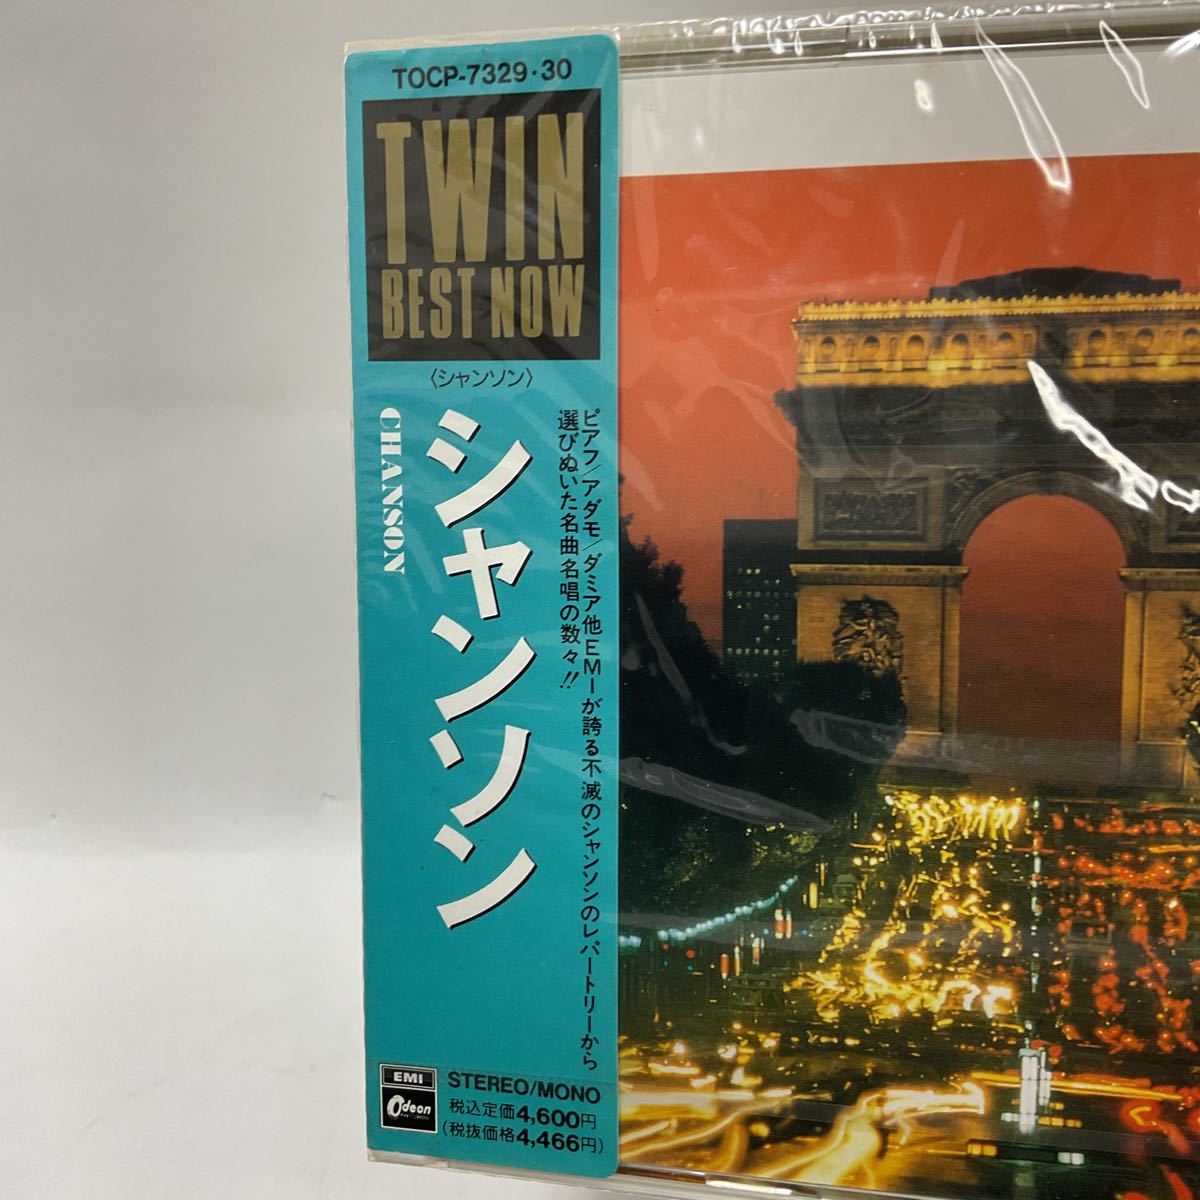 TOCP-7329・30
TWIN
BEST NOW
〈シャンソン〉
シャンソン
CHANSON
ピアフ/アダモ/ダミア他EMIが誇る不滅のシャンソンのレパートリーから
選びぬいた名曲名唱の数々!!
EMI
Odeon
STEREO/MONO
税込定価4,600円
(税抜価格4,466円)